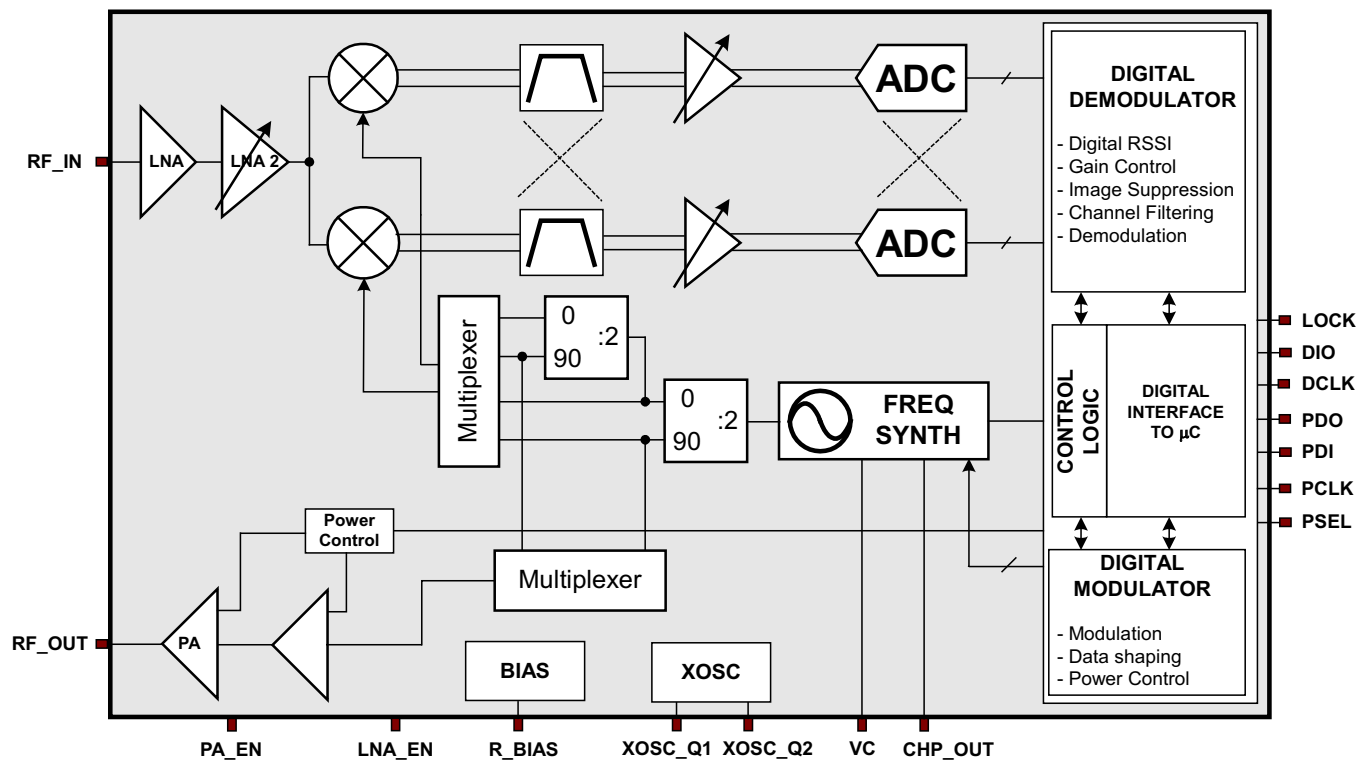 ADC
DIGITAL
DEMODULATOR
- Digital RSSI
- Gain Control
- Image Suppression
- Channel Filtering
- Demodulation
RF_IN
LNA
LNA 2
ADC
Multiplexer
0
:2
90
0
:2
90
FREQ
SYNTH
CONTROL
LOGIC
DIGITAL
INTERFACE
TO µC
LOCK
DIO
DCLK
PDO
PDI
PCLK
PSEL
Power
Control
Multiplexer
DIGITAL
MODULATOR
- Modulation
- Data shaping
- Power Control
RF_OUT
PA
BIAS
XOSC
PA_EN
LNA_EN
R_BIAS
XOSC_Q1
XOSC_Q2
VC
CHP_OUT